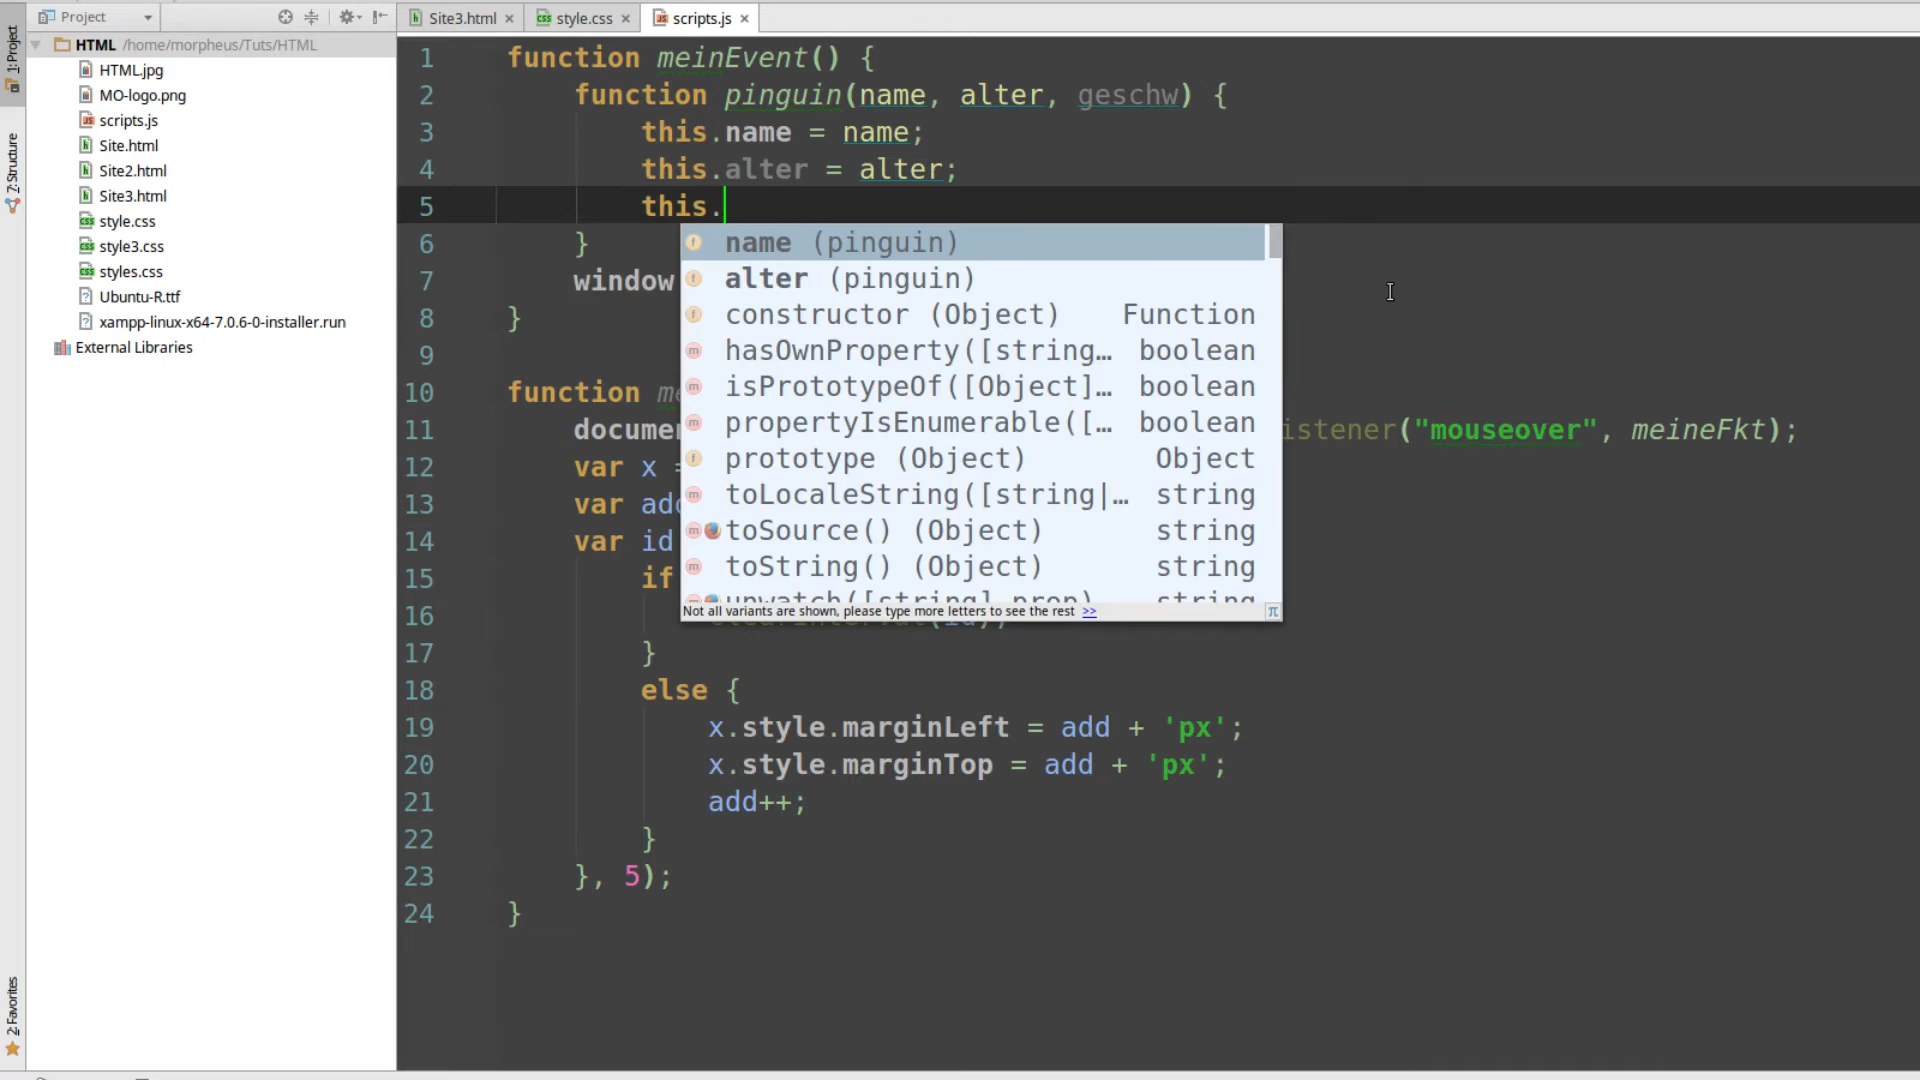 Project
Site3.html
style.css
scripts.js
1: Project
7: Structure
2: Favorites
HTML /home/morpheus/Tuts/HTML
HTML.jpg
MO-logo.png
scripts.js
Site.html
Site2.html
Site3.html
style.css
style3.css
styles.css
Ubuntu-R.ttf
xampp-linux-x64-7.0.6-0-installer.run
External Libraries
1 function meinEvent() {
2 function pinguin(name, alter, geschw) {
3 this.name = name;
4 this.alter = alter;
5 this.
6 }
7 window
8 }
9
10 function me
11 documen istener("mouseover", meineFkt);
12 var x =
13 var add
14 var id
15 if
16
17 }
18 else {
19 x.style.marginLeft = add + 'px';
20 x.style.marginTop = add + 'px';
21 add++;
22 }
23 }, 5);
24 }
name (pinguin)
alter (pinguin)
constructor (Object) Function
hasOwnProperty([string… boolean
isPrototypeOf([Object]… boolean
propertyIsEnumerable([… boolean
prototype (Object) Object
toLocaleString([string|… string
toSource() (Object) string
toString() (Object) string
unwatch([string] prop) string
Not all variants are shown, please type more letters to see the rest >>
π